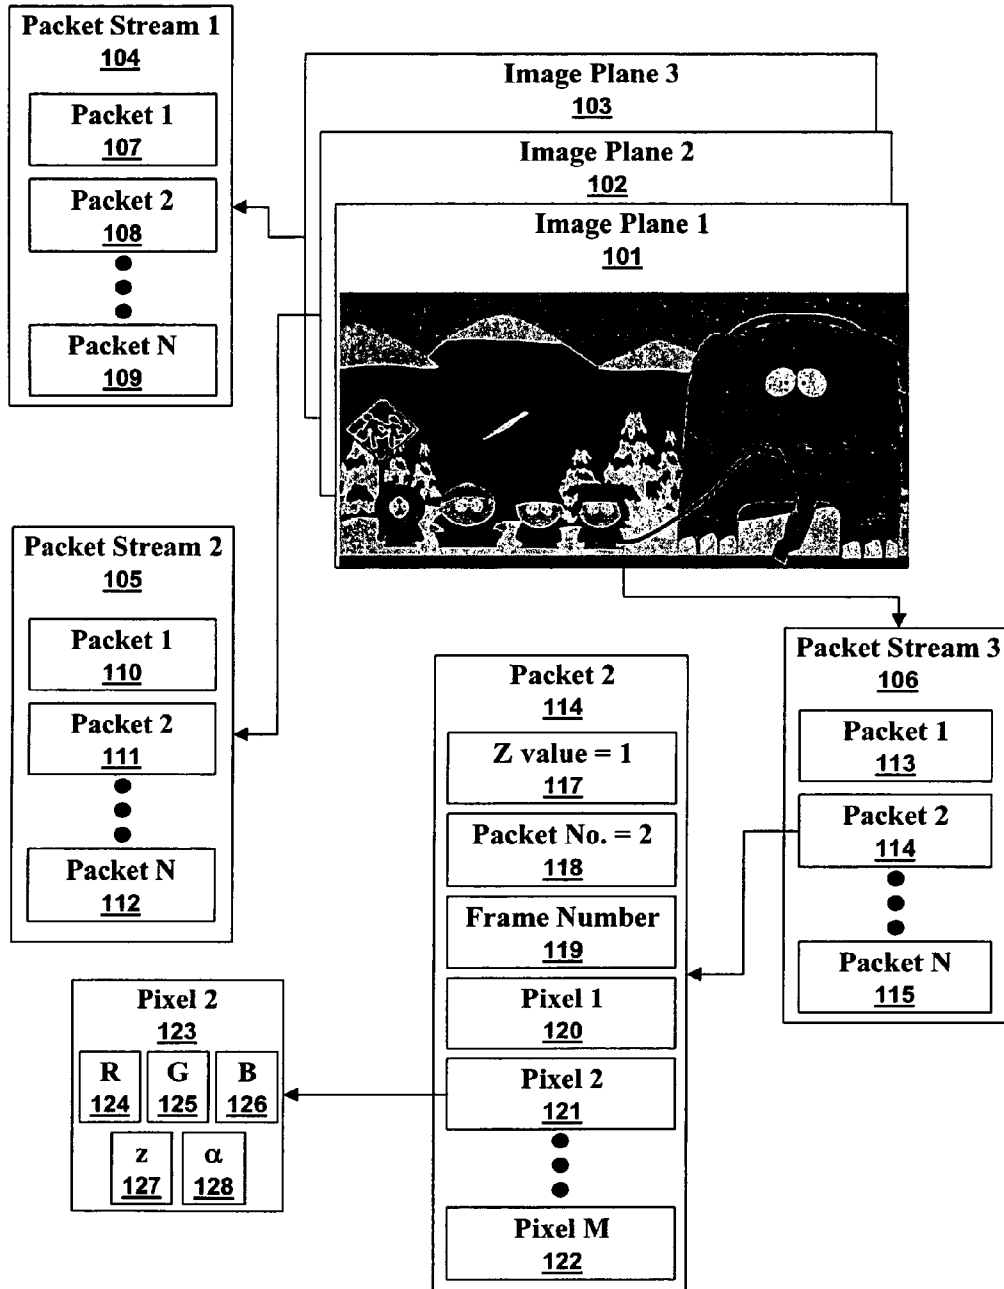 Packet Stream 1
104
Packet 1
107
Packet 2
108
Packet N
109
Image Plane 3
103
Image Plane 2
102
Image Plane 1
101
Packet Stream 2
105
Packet 1
110
Packet 2
111
Packet N
112
Packet Stream 3
106
Packet 1
113
Packet 2
114
Packet N
115
Packet 2
114
Z value = 1
117
Packet No. = 2
118
Frame Number
119
Pixel 1
120
Pixel 2
121
Pixel M
122
Pixel 2
123
R G B
124 125 126
z α
127 128